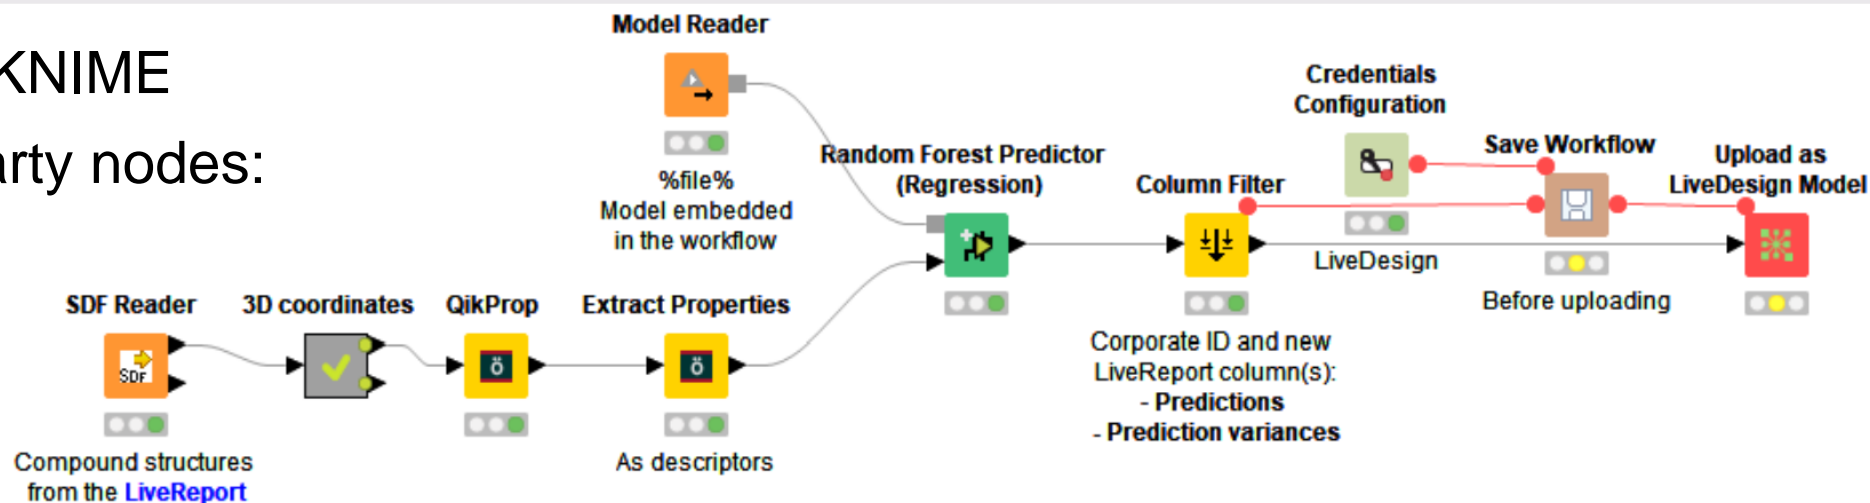 KNIME
arty nodes:
Model Reader
%file%
Model embedded
in the workflow
Random Forest Predictor
(Regression)
Column Filter
Corporate ID and new
LiveReport column(s):
- Predictions
- Prediction variances
Credentials
Configuration
LiveDesign
Save Workflow
Before uploading
Upload as
LiveDesign Model
SDF Reader
SDF
Compound structures
from the LiveReport
3D coordinates
QikProp
ö
Extract Properties
ö
As descriptors